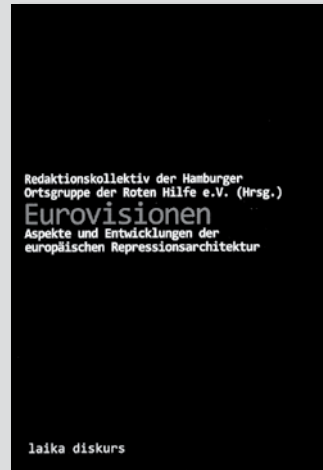 Redaktionskollektiv der Hamburger
Ortsgruppe der Roten Hilfe e.V. (Hrsg.)
Eurovisionen
Aspekte und Entwicklungen der
europäischen Repressionsarchitektur
laika diskurs